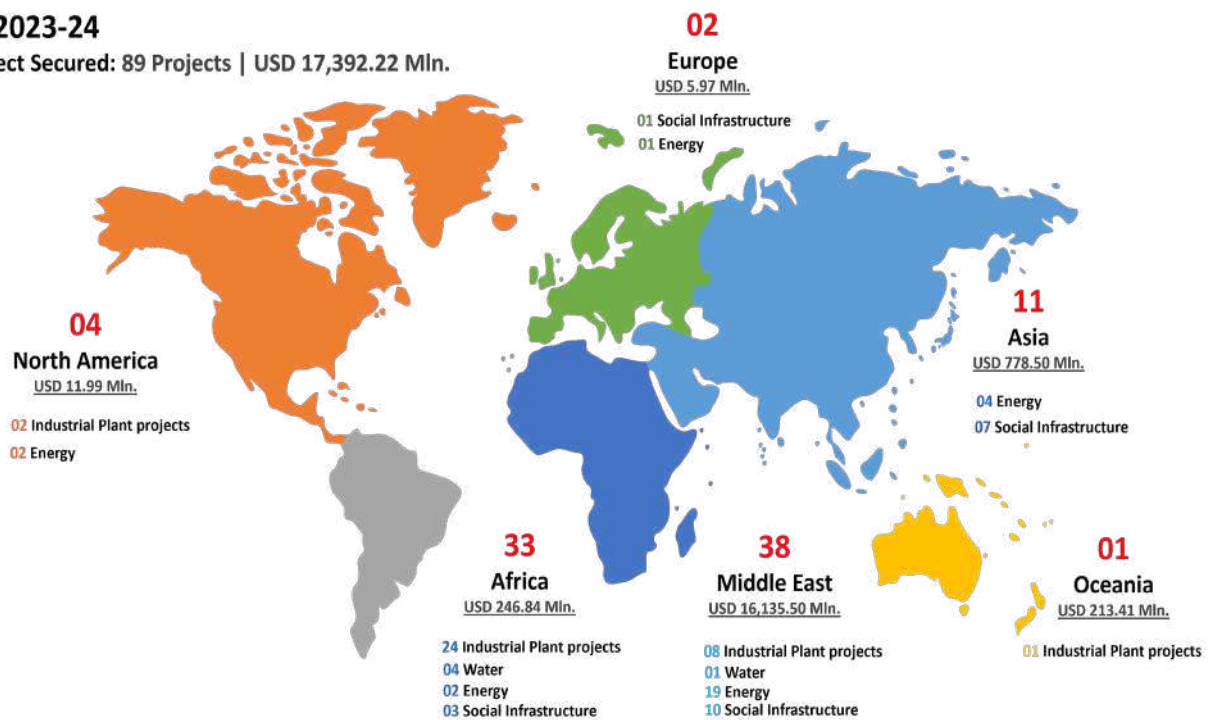 2023-24
ect Secured: 89 Projects | USD 17,392.22 Mln.
02
Europe
USD 5.97 Mln.
01 Social Infrastructure
01 Energy
04
North America
USD 11.99 Mln.
02 Industrial Plant projects
02 Energy
11
Asia
USD 778.50 Mln.
04 Energy
07 Social Infrastructure
33
Africa
USD 246.84 Mln.
24 Industrial Plant projects
04 Water
02 Energy
03 Social Infrastructure
38
Middle East
USD 16,135.50 Mln.
08 Industrial Plant projects
01 Water
19 Energy
10 Social Infrastructure
01
Oceania
USD 213.41 Mln.
01 Industrial Plant projects